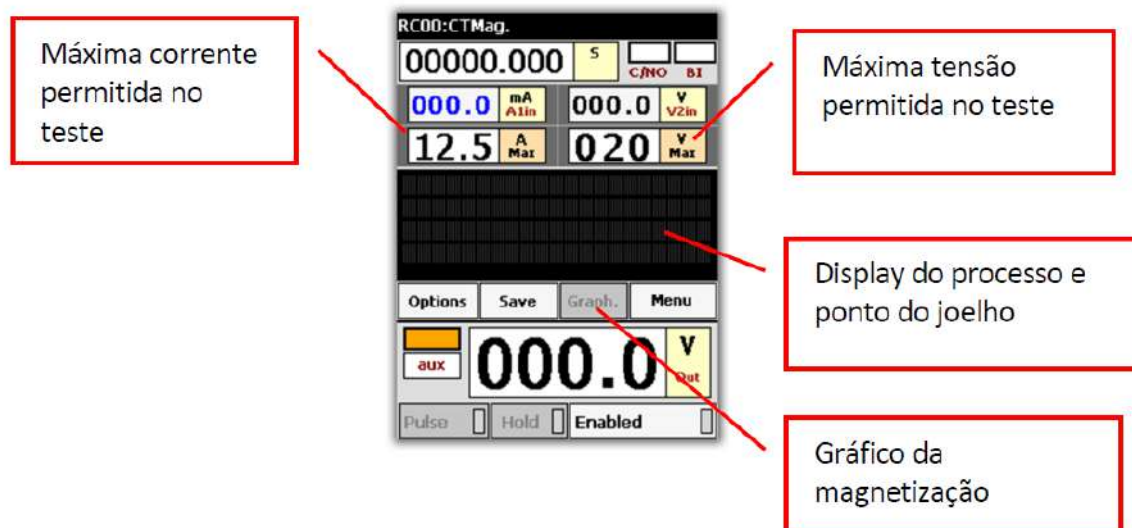 Máxima corrente
permitida no
teste
RC00:CTMag.
00000.000 S
C/NO BI
000.0 mA A1in 000.0 V V2in
12.5 A Max 020 V Max
Options Save Graph. Menu
aux 000.0 V Out
Pulse Hold Enabled
Máxima tensão
permitida no teste
Display do processo e
ponto do joelho
Gráfico da
magnetização